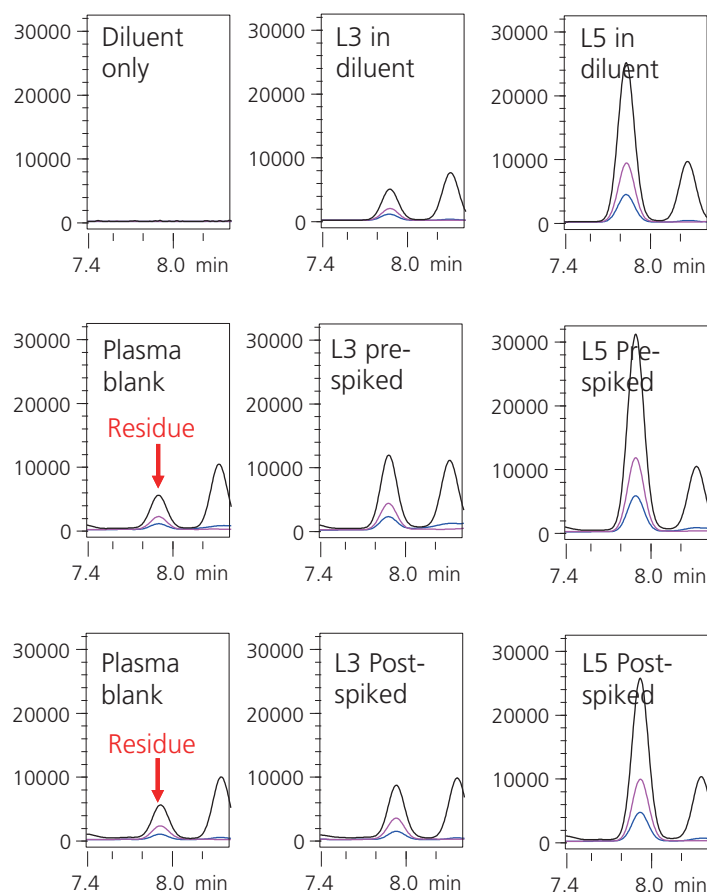 30000
20000
10000
0
Diluent
only
7.4
8.0 min
L3 in
diluent
30000
20000
10000
0
7.4
8.0 min
L5 in
diluent
30000
20000
10000
0
7.4
8.0 min
30000
20000
10000
0
Plasma
blank
Residue
7.4
8.0 min
30000
20000
10000
0
L3 pre-
spiked
7.4
8.0 min
30000
20000
10000
0
L5 Pre-
spiked
7.4
8.0 min
30000
20000
10000
0
Plasma
blank
Residue
7.4
8.0 min
30000
20000
10000
0
L3 Post-
spiked
7.4
8.0 min
30000
20000
10000
0
L5 Post-
spiked
7.4
8.0 min